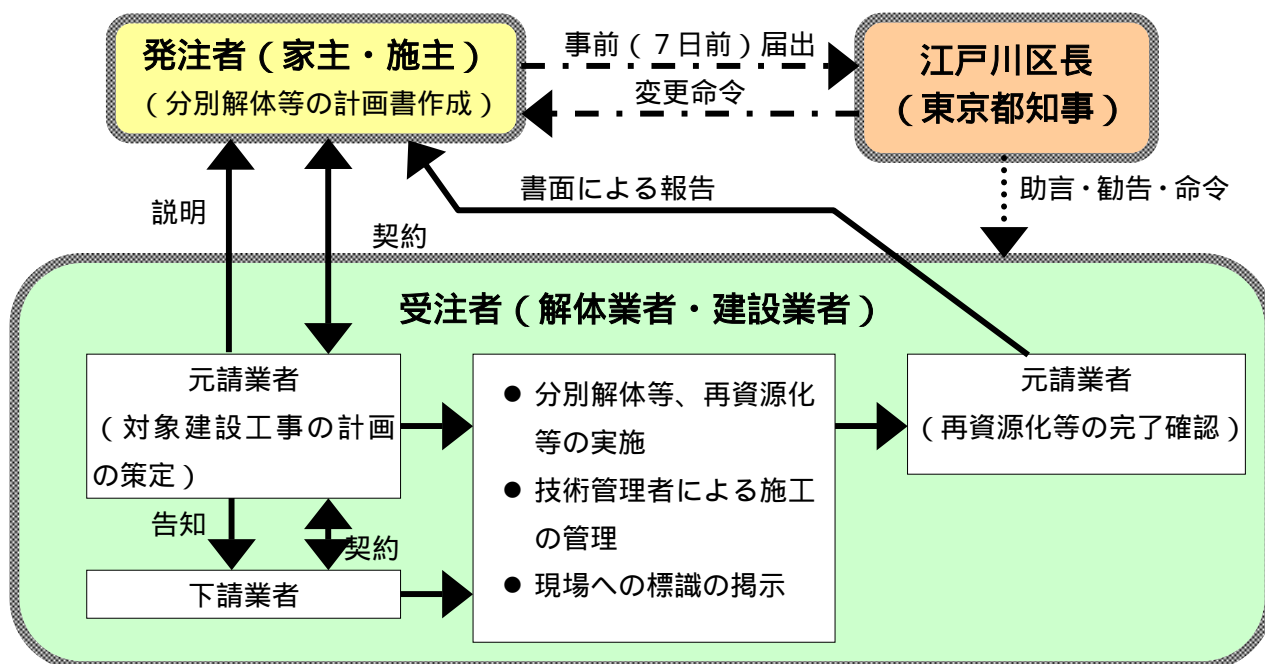 発注者（家主・施主）
（分別解体等の計画書作成）
事前（７日前）届出
変更命令
江戸川区長
（東京都知事）
説明
契約
書面による報告
助言・勧告・命令
受注者（解体業者・建設業者）
元請業者
（対象建設工事の計画
の策定）
告知
契約
下請業者
● 分別解体等、再資源化
等の実施
● 技術管理者による施工
の管理
● 現場への標識の掲示
元請業者
（再資源化等の完了確認）